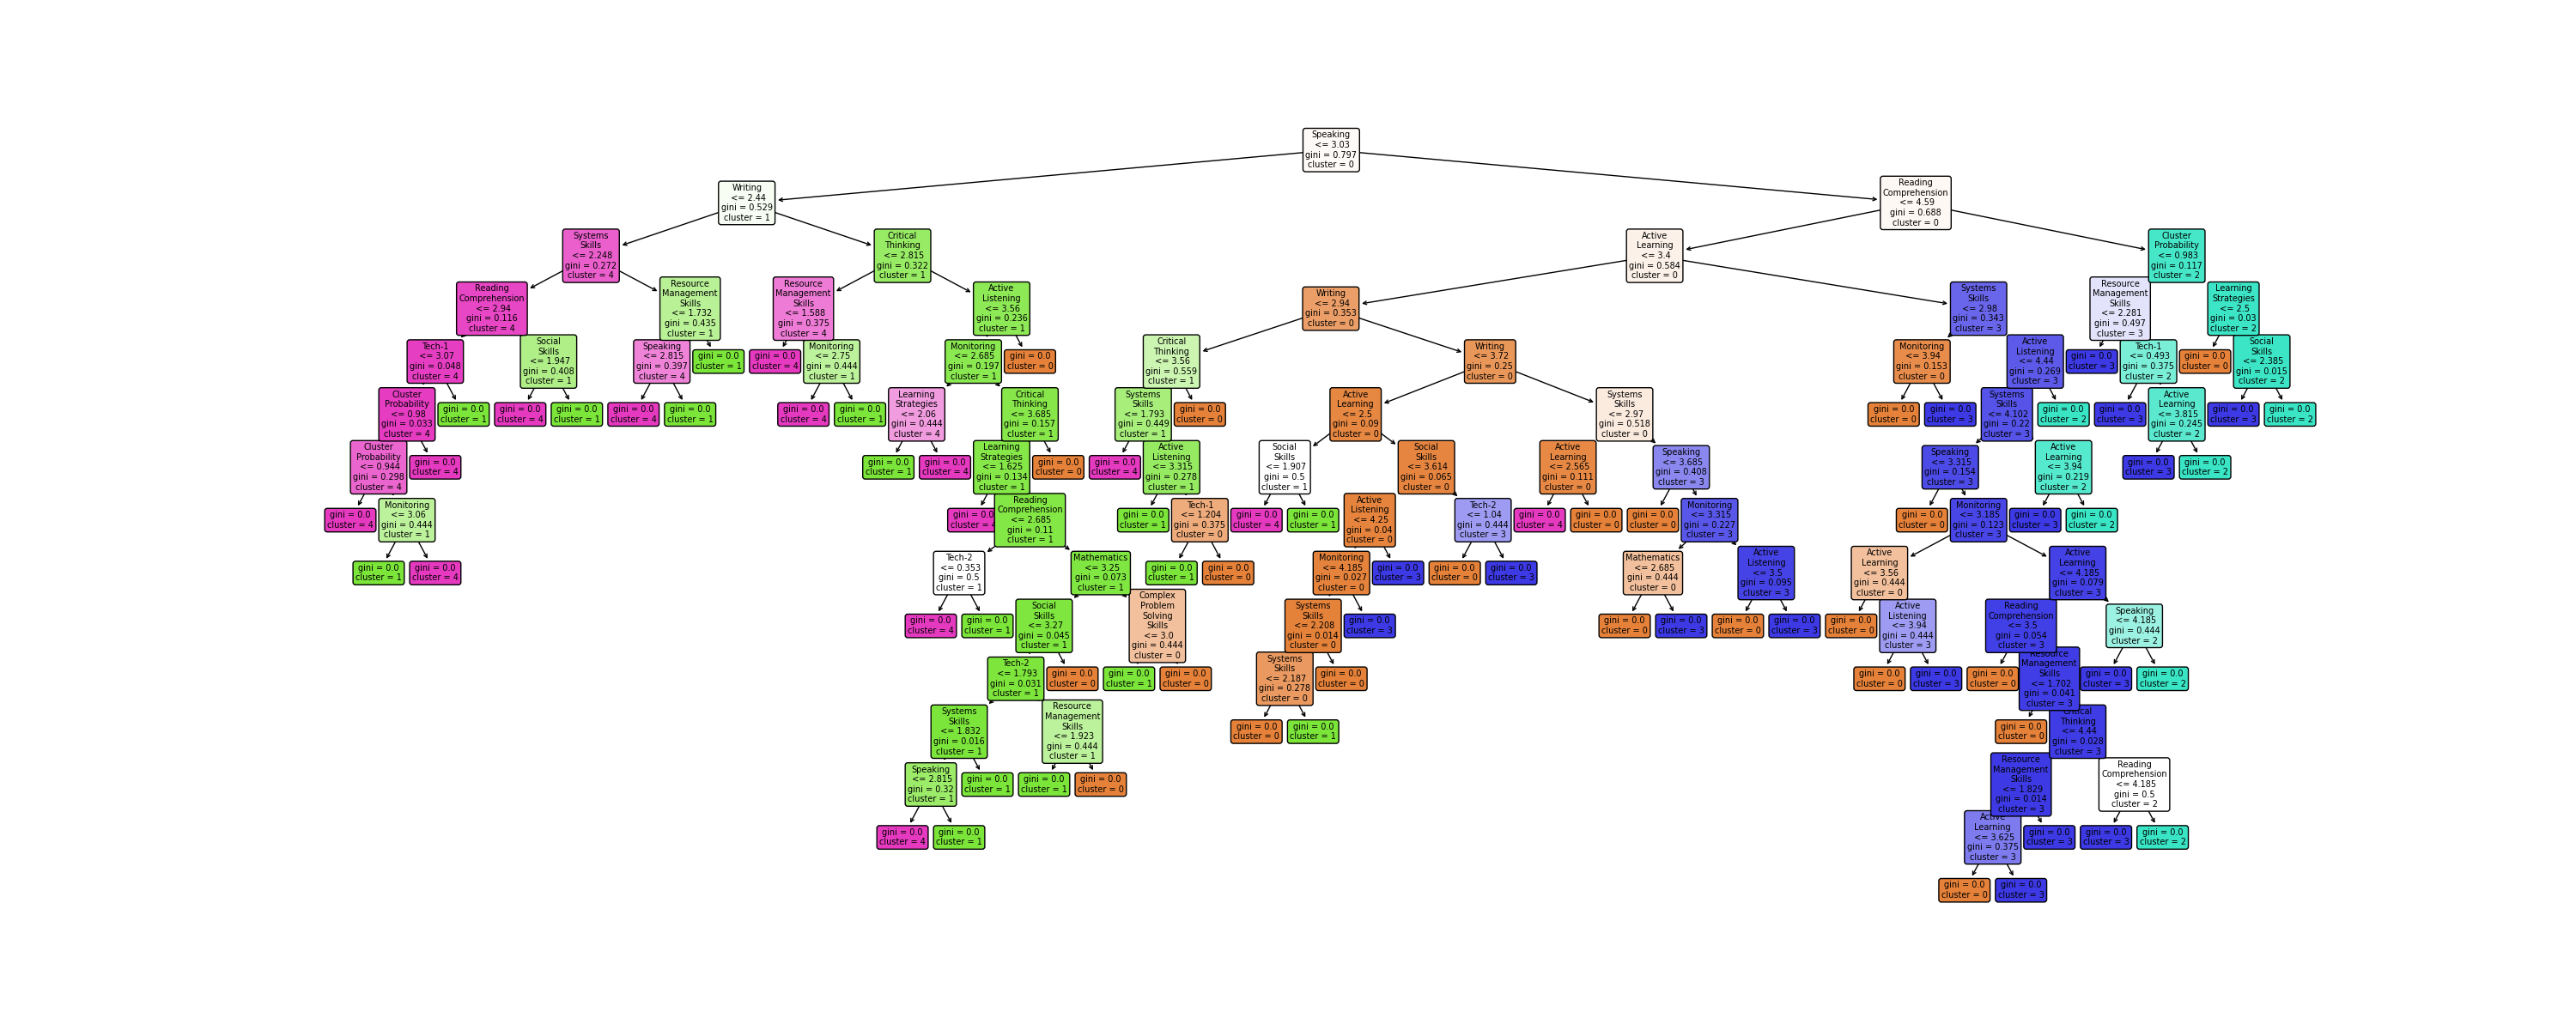 Speaking
<= 3.03
gini = 0.797
cluster = 0
Writing
<= 2.44
gini = 0.529
cluster = 1
Reading
Comprehension
<= 4.59
gini = 0.688
cluster = 0
Systems
Skills
<= 2.248
gini = 0.272
cluster = 4
Critical
Thinking
<= 2.815
gini = 0.322
cluster = 1
Active
Learning
<= 3.4
gini = 0.584
cluster = 0
Cluster
Probability
<= 0.983
gini = 0.117
cluster = 2
Reading
Comprehension
<= 2.94
gini = 0.116
cluster = 4
Resource
Management
Skills
<= 1.732
gini = 0.435
cluster = 1
Resource
Management
Skills
<= 1.588
gini = 0.375
cluster = 4
Active
Listening
<= 3.56
gini = 0.236
cluster = 1
Writing
<= 2.94
gini = 0.353
cluster = 0
Systems
Skills
<= 2.98
gini = 0.343
cluster = 3
Resource
Management
Skills
<= 2.281
gini = 0.497
cluster = 3
Learning
Strategies
<= 2.5
gini = 0.03
cluster = 2
Tech-1
<= 3.07
gini = 0.048
cluster = 4
Social
Skills
<= 1.947
gini = 0.408
cluster = 1
Speaking
<= 2.815
gini = 0.397
cluster = 4
gini = 0.0
cluster = 1
gini = 0.0
cluster = 4
Monitoring
<= 2.75
gini = 0.444
cluster = 1
Monitoring
<= 2.685
gini = 0.197
cluster = 1
gini = 0.0
cluster = 0
Critical
Thinking
<= 3.56
gini = 0.559
cluster = 1
Writing
<= 3.72
gini = 0.25
cluster = 0
Monitoring
<= 3.94
gini = 0.153
cluster = 0
Active
Listening
<= 4.44
gini = 0.269
cluster = 3
gini = 0.0
cluster = 3
Tech-1
<= 0.493
gini = 0.375
cluster = 2
gini = 0.0
cluster = 0
Social
Skills
<= 2.385
gini = 0.015
cluster = 2
Cluster
Probability
<= 0.98
gini = 0.033
cluster = 4
gini = 0.0
cluster = 1
gini = 0.0
cluster = 4
gini = 0.0
cluster = 1
gini = 0.0
cluster = 4
gini = 0.0
cluster = 1
gini = 0.0
cluster = 4
gini = 0.0
cluster = 1
Learning
Strategies
<= 2.06
gini = 0.444
cluster = 4
Critical
Thinking
<= 3.685
gini = 0.157
cluster = 1
Systems
Skills
<= 1.793
gini = 0.449
cluster = 1
gini = 0.0
cluster = 0
Active
Learning
<= 2.5
gini = 0.09
cluster = 0
Systems
Skills
<= 2.97
gini = 0.518
cluster = 0
gini = 0.0
cluster = 0
gini = 0.0
cluster = 3
Systems
Skills
<= 4.102
gini = 0.22
cluster = 3
gini = 0.0
cluster = 2
gini = 0.0
cluster = 3
Active
Learning
<= 3.815
gini = 0.245
cluster = 2
gini = 0.0
cluster = 3
gini = 0.0
cluster = 2
Cluster
Probability
<= 0.944
gini = 0.298
cluster = 4
gini = 0.0
cluster = 4
gini = 0.0
cluster = 1
gini = 0.0
cluster = 4
Learning
Strategies
<= 1.625
gini = 0.134
cluster = 1
gini = 0.0
cluster = 0
gini = 0.0
cluster = 4
Active
Listening
<= 3.315
gini = 0.278
cluster = 1
Social
Skills
<= 1.907
gini = 0.5
cluster = 1
Social
Skills
<= 3.614
gini = 0.065
cluster = 0
Active
Learning
<= 2.565
gini = 0.111
cluster = 0
Speaking
<= 3.685
gini = 0.408
cluster = 3
Speaking
<= 3.315
gini = 0.154
cluster = 3
Active
Learning
<= 3.94
gini = 0.219
cluster = 2
gini = 0.0
cluster = 3
gini = 0.0
cluster = 2
gini = 0.0
cluster = 4
Monitoring
<= 3.06
gini = 0.444
cluster = 1
gini = 0.0
cluster =
Reading
Comprehension
<= 2.685
gini = 0.11
cluster = 1
gini = 0.0
cluster = 1
Tech-1
<= 1.204
gini = 0.375
cluster = 0
gini = 0.0
cluster = 4
gini = 0.0
cluster = 1
Active
Listening
<= 4.25
gini = 0.04
cluster = 0
Tech-2
<= 1.04
gini = 0.444
cluster = 3
gini = 0.0
cluster = 4
gini = 0.0
cluster = 0
gini = 0.0
cluster = 0
Monitoring
<= 3.315
gini = 0.227
cluster = 3
gini = 0.0
cluster = 0
Monitoring
<= 3.185
gini = 0.123
cluster = 3
gini = 0.0
cluster = 3
gini = 0.0
cluster = 2
gini = 0.0
cluster = 1
gini = 0.0
cluster = 4
Tech-2
<= 0.353
gini = 0.5
cluster = 1
Mathematics
<= 3.25
gini = 0.073
cluster = 1
gini = 0.0
cluster = 1
gini = 0.0
cluster = 0
Monitoring
<= 4.185
gini = 0.027
cluster = 0
gini = 0.0
cluster = 3
gini = 0.0
cluster = 0
gini = 0.0
cluster = 3
Mathematics
<= 2.685
gini = 0.444
cluster = 0
Active
Listening
<= 3.5
gini = 0.095
cluster = 3
Active
Learning
<= 3.56
gini = 0.444
cluster = 0
Active
Learning
<= 4.185
gini = 0.079
cluster = 3
gini = 0.0
cluster = 4
gini = 0.0
cluster = 1
Social
Skills
<= 3.27
gini = 0.045
cluster = 1
Complex
Problem
Solving
Skills
<= 3.0
gini = 0.444
cluster = 0
Systems
Skills
<= 2.208
gini = 0.014
cluster = 0
gini = 0.0
cluster = 3
gini = 0.0
cluster = 0
gini = 0.0
cluster = 3
gini = 0.0
cluster = 0
gini = 0.0
cluster = 3
gini = 0.0
cluster = 0
Active
Listening
<= 3.94
gini = 0.444
cluster = 3
Reading
Comprehension
<= 3.5
gini = 0.054
cluster = 3
Speaking
<= 4.185
gini = 0.444
cluster = 2
Tech-2
<= 1.793
gini = 0.031
cluster = 1
gini = 0.0
cluster = 0
gini = 0.0
cluster = 1
gini = 0.0
cluster = 0
Systems
Skills
<= 2.187
gini = 0.278
cluster = 0
gini = 0.0
cluster = 0
gini = 0.0
cluster = 0
gini = 0.0
cluster = 3
gini = 0.0
cluster = 0
Resource
Management
Skills
<= 1.702
gini = 0.041
cluster = 3
gini = 0.0
cluster = 3
gini = 0.0
cluster = 2
Systems
Skills
<= 1.832
gini = 0.016
cluster = 1
Resource
Management
Skills
<= 1.923
gini = 0.444
cluster = 1
gini = 0.0
cluster = 0
gini = 0.0
cluster = 1
gini = 0.0
cluster = 0
Critical
Thinking
<= 4.44
gini = 0.028
cluster = 3
Speaking
<= 2.815
gini = 0.32
cluster = 1
gini = 0.0
cluster = 1
gini = 0.0
cluster = 1
gini = 0.0
cluster = 0
Resource
Management
Skills
<= 1.829
gini = 0.014
cluster = 3
Reading
Comprehension
<= 4.185
gini = 0.5
cluster = 2
gini = 0.0
cluster = 4
gini = 0.0
cluster = 1
Active
Learning
<= 3.625
gini = 0.375
cluster = 3
gini = 0.0
cluster = 3
gini = 0.0
cluster = 3
gini = 0.0
cluster = 2
gini = 0.0
cluster = 0
gini = 0.0
cluster = 3